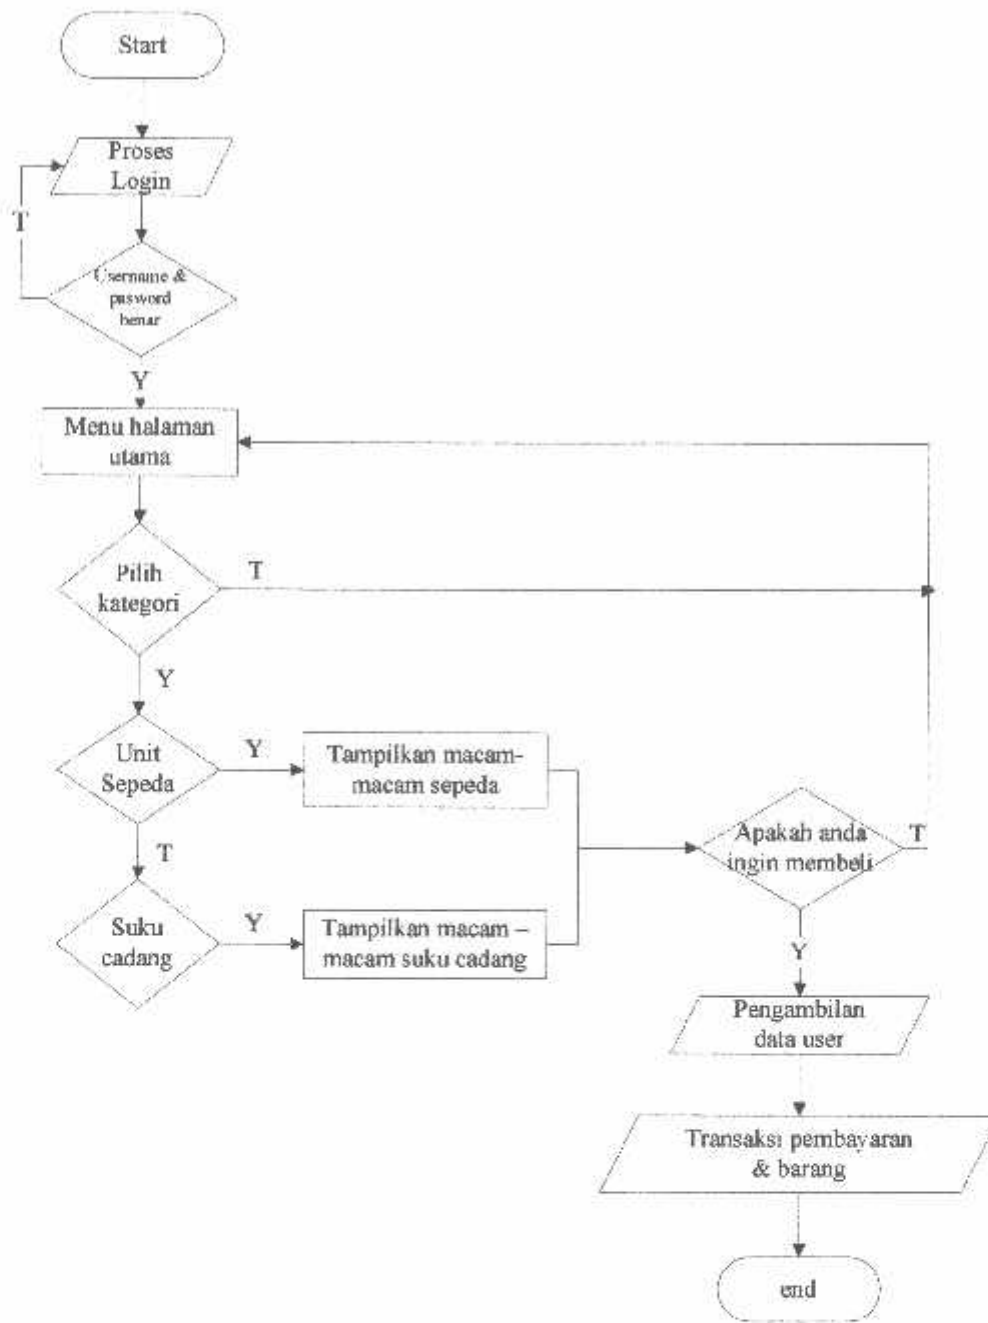 Start
Proses
Login
T
Username &
pasword
benar
Y
Menu halaman
utama
Pilih
kategori
T
Y
Unit
Sepeda
Y
Tampilkan macam-
macam sepeda
T
Apakah anda
ingin membeli
T
Suku
cadang
Y
Tampilkan macam –
macam suku cadang
Y
Pengambilan
data user
Transaksi pembayaran
& barang
end